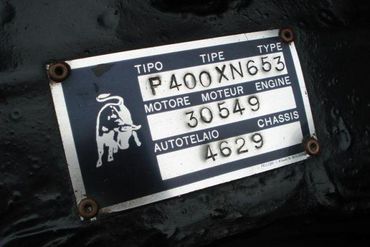 TIPO TIPE TYPE
P400XN653
MOTORE MOTEUR ENGINE
30549
AUTOTELAIO CHASSIS
4629